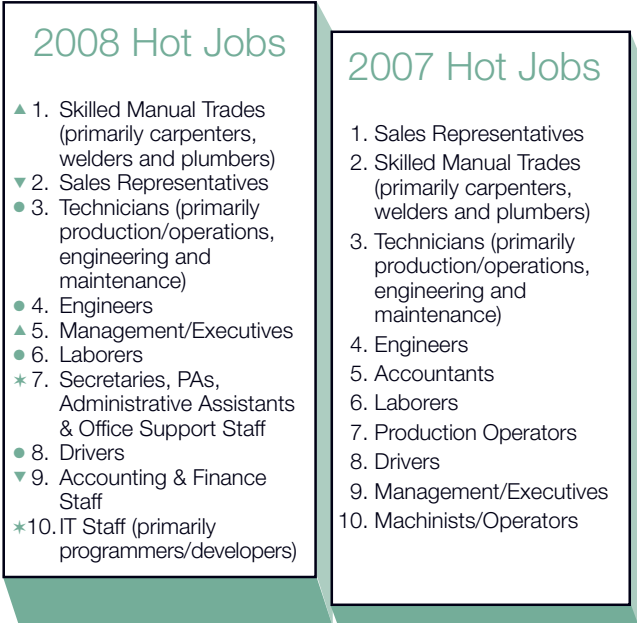 2008 Hot Jobs
▲ 1. Skilled Manual Trades
(primarily carpenters,
welders and plumbers)
▼ 2. Sales Representatives
● 3. Technicians (primarily
production/operations,
engineering and
maintenance)
● 4. Engineers
▲ 5. Management/Executives
● 6. Laborers
✶ 7. Secretaries, PAs,
Administrative Assistants
& Office Support Staff
● 8. Drivers
▼ 9. Accounting & Finance
Staff
✶ 10. IT Staff (primarily
programmers/developers)
2007 Hot Jobs
1. Sales Representatives
2. Skilled Manual Trades
(primarily carpenters,
welders and plumbers)
3. Technicians (primarily
production/operations,
engineering and
maintenance)
4. Engineers
5. Accountants
6. Laborers
7. Production Operators
8. Drivers
9. Management/Executives
10. Machinists/Operators